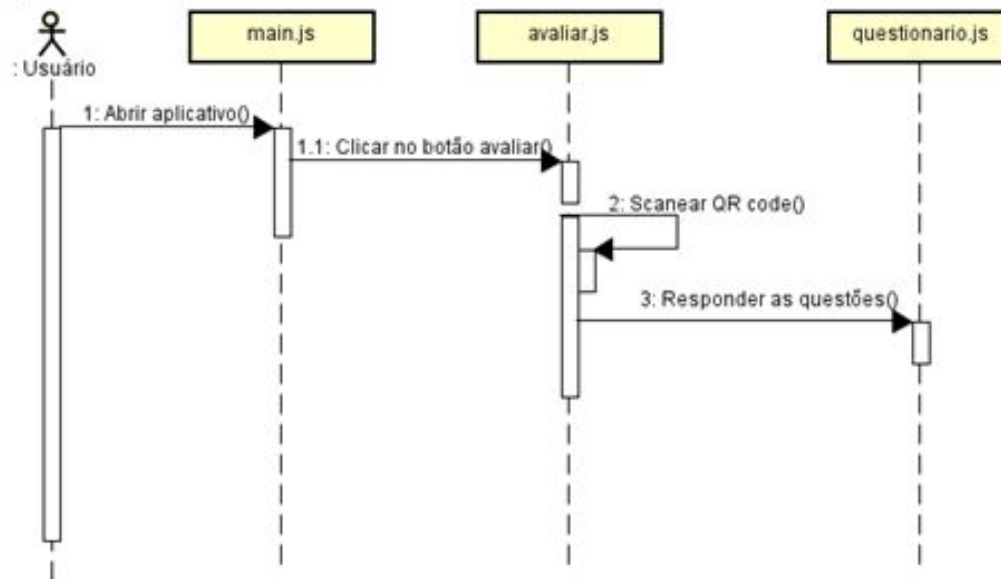 main.js
avaliar.js
questionario.js
: Usuário
1: Abrir aplicativo()
1.1: Clicar no botão avaliar()
2: Scanear QR code()
3: Responder as questões()